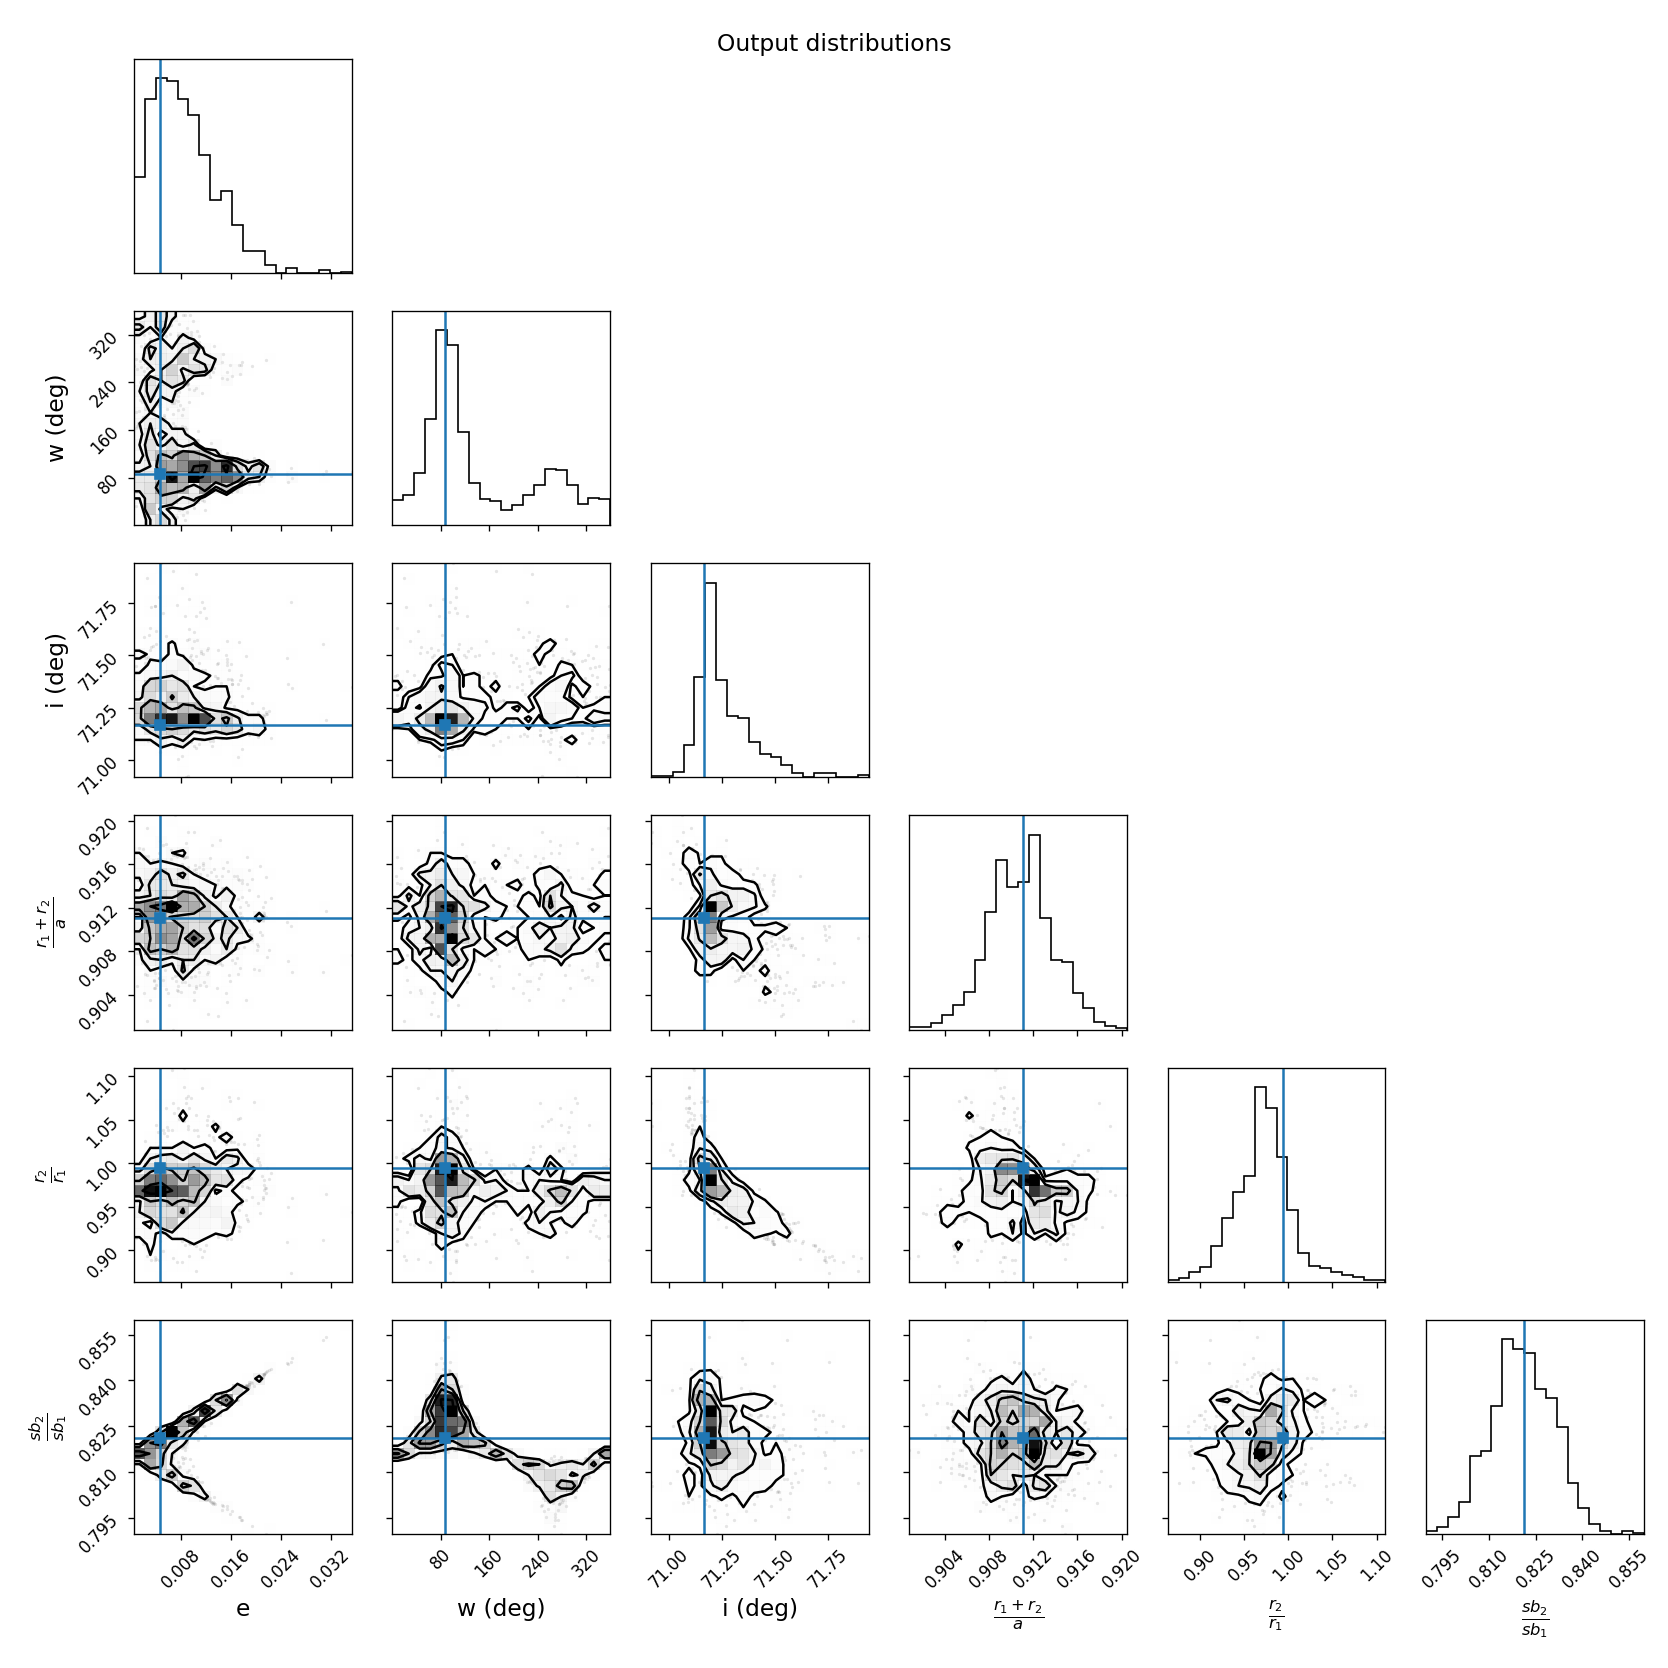 Output distributions
w (deg)
320
240
160
80
i (deg)
71.75
71.50
71.25
71.00
r₁ + r₂
a
0.920
0.916
0.912
0.908
0.904
r₂
r₁
1.10
1.05
1.00
0.95
0.90
sb₂
sb₁
0.855
0.840
0.825
0.810
0.795
0.008 0.016 0.024 0.032 80 160 240 320 71.00 71.25 71.50 71.75 0.904 0.908 0.912 0.916 0.920 0.90 0.95 1.00 1.05 1.10 0.795 0.810 0.825 0.840 0.855
e w (deg) i (deg) r₁ + r₂ r₂ sb₂
a r₁ sb₁